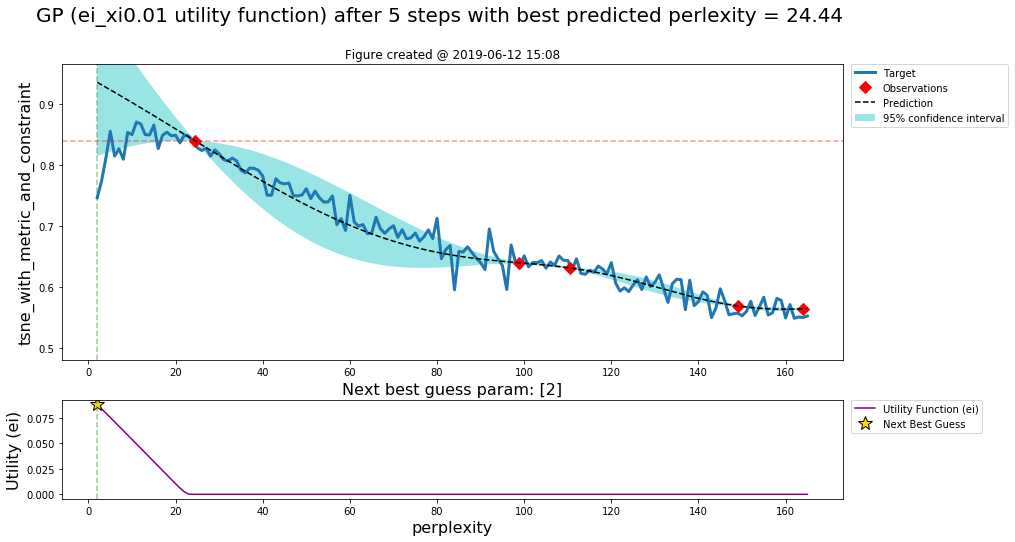 GP (ei_xi0.01 utility function) after 5 steps with best predicted perlexity = 24.44
Figure created @ 2019-06-12 15:08
tsne_with_metric_and_constraint
0.9
0.8
0.7
0.6
0.5
0 20 40 60 80 100 120 140 160
Target
Observations
Prediction
95% confidence interval
Next best guess param: [2]
Utility (ei)
0.075
0.050
0.025
0.000
0 20 40 60 80 100 120 140 160
perplexity
Utility Function (ei)
Next Best Guess